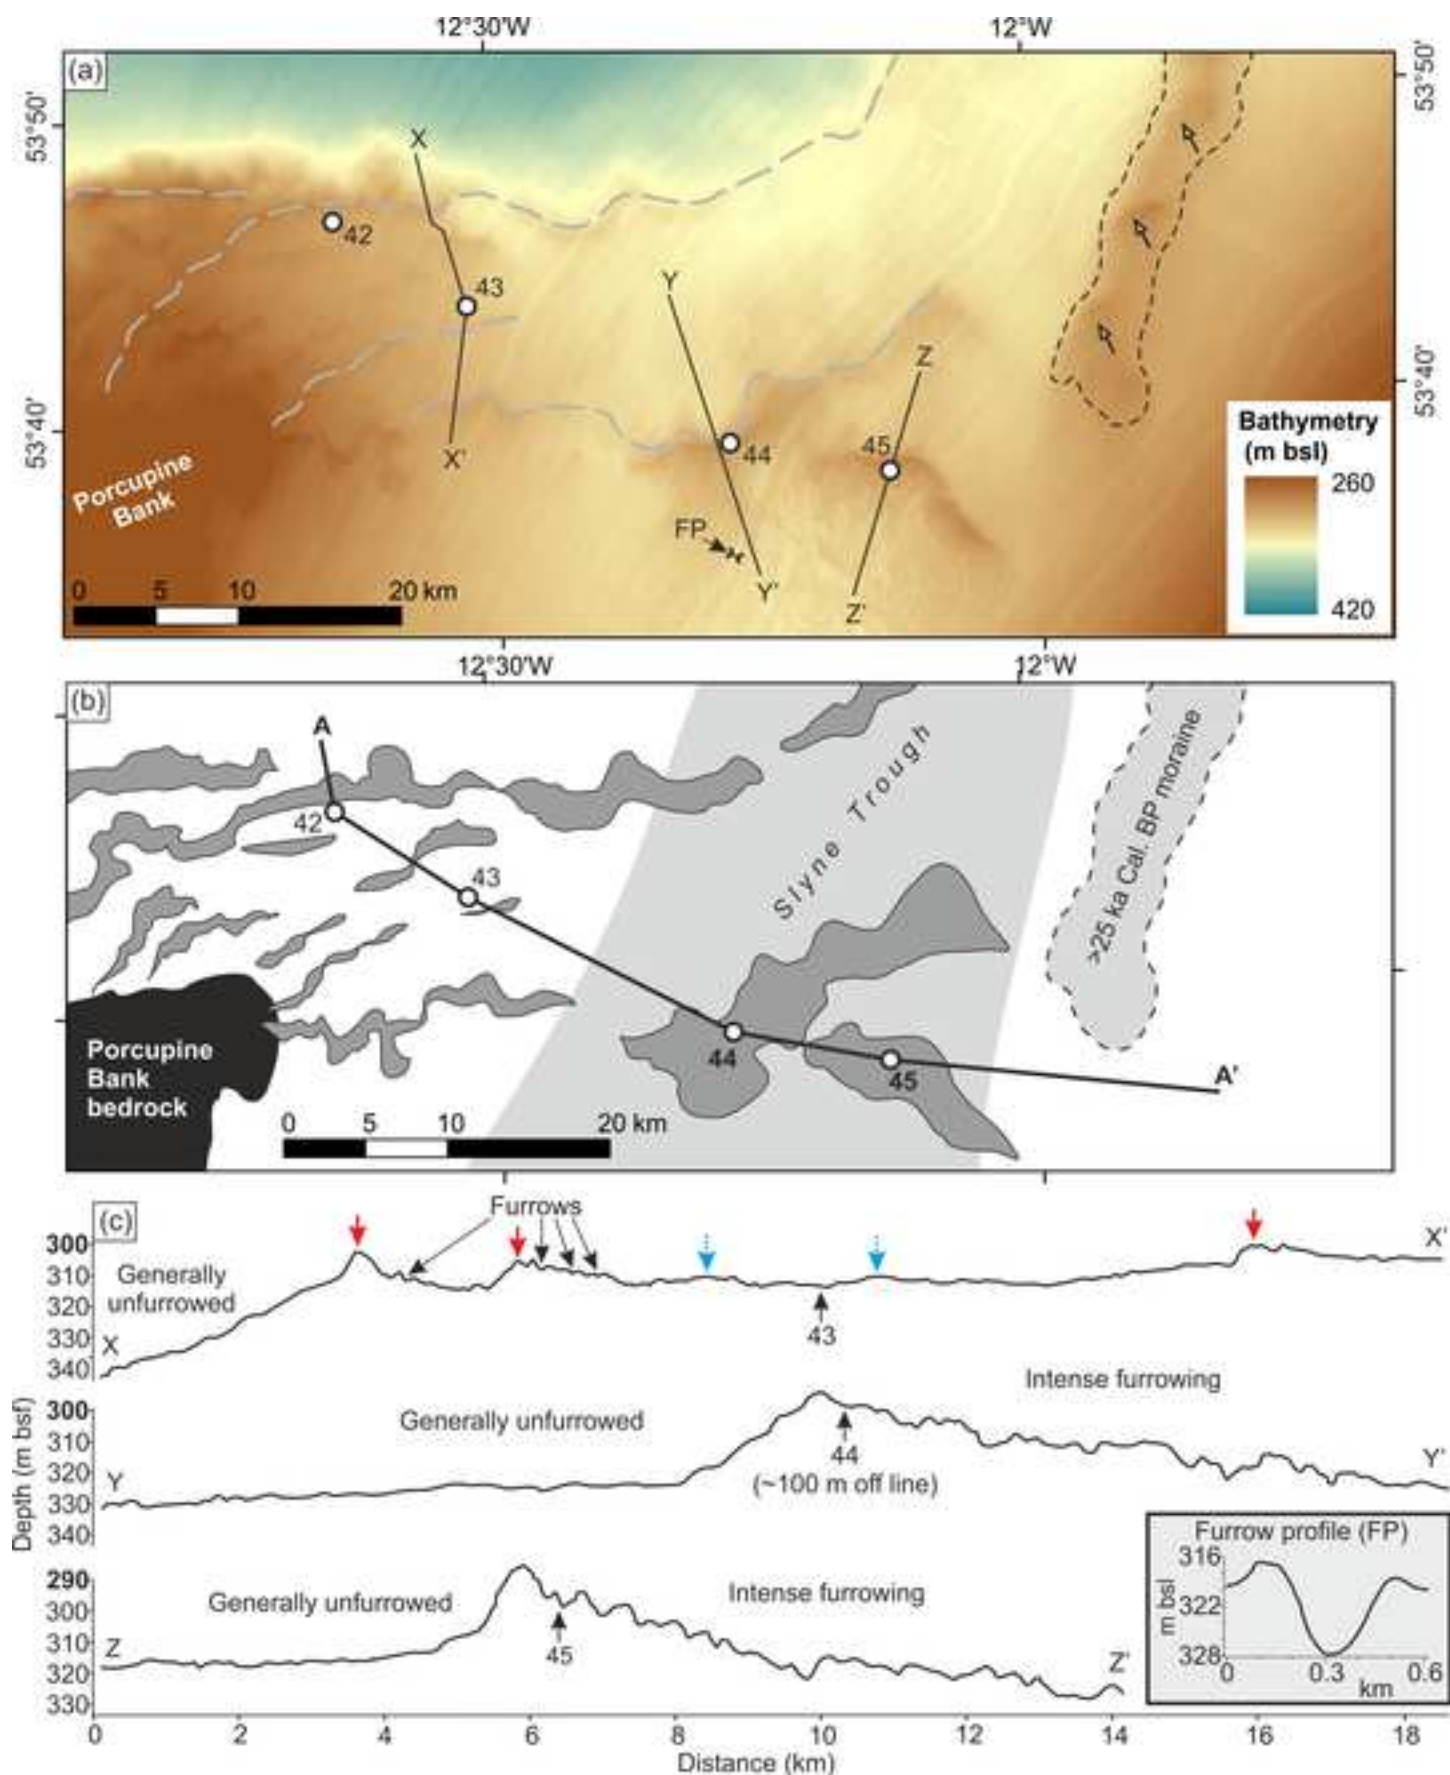 12°30'W 12°W
(a)
53°50'
53°50'
X
42
43
Y
Z
53°40'
53°40'
X'
44
45
Bathymetry
(m bsl)
260
420
Porcupine
Bank
FP
Y'
Z'
0 5 10 20 km
12°30'W 12°W
(b)
A
42
43
Slyne Trough
>25 ka Cal. BP moraine
44
45
A'
Porcupine
Bank
bedrock
0 5 10 20 km
(c)
Furrows
300
310
320
330
340
Generally
unfurrowed
X
X'
43
Depth (m bsf)
300
310
320
330
343
Generally unfurrowed
Intense furrowing
44
(~100 m off line)
Y
Y'
290
300
310
320
330
Generally unfurrowed
Intense furrowing
45
Z
Z'
Furrow profile (FP)
316
322
328
m bsl
0 0.3 0.6
km
0 2 4 6 8 10 12 14 16 18
Distance (km)